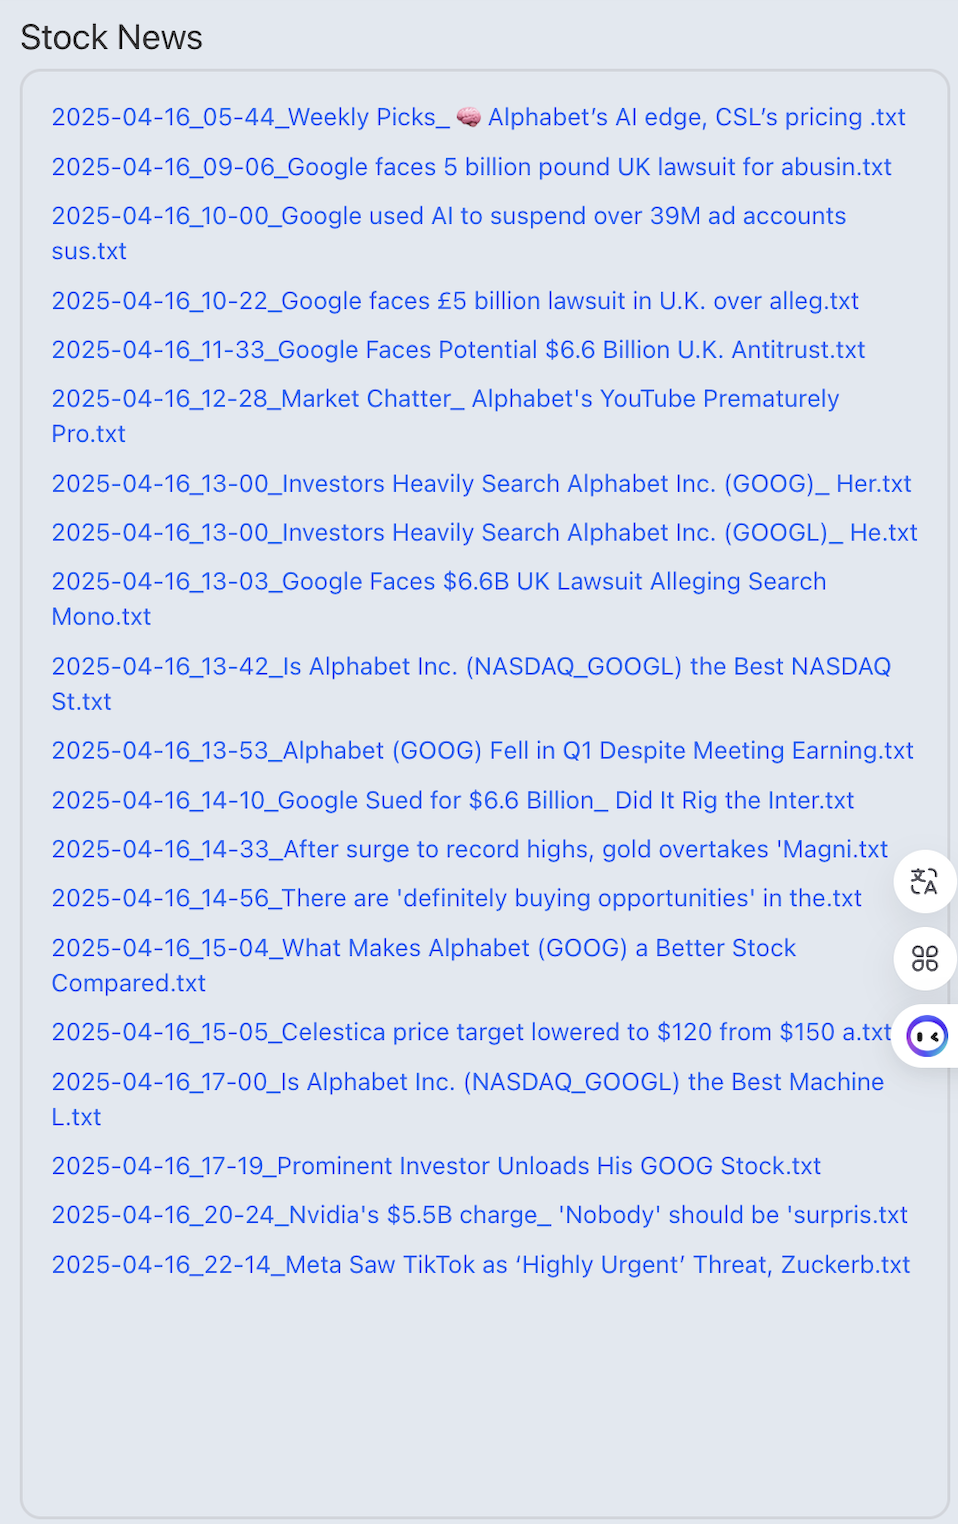 Stock News
2025-04-16_05-44_Weekly Picks_ 🧠 Alphabet’s AI edge, CSL’s pricing .txt
2025-04-16_09-06_Google faces 5 billion pound UK lawsuit for abusin.txt
2025-04-16_10-00_Google used AI to suspend over 39M ad accounts
sus.txt
2025-04-16_10-22_Google faces £5 billion lawsuit in U.K. over alleg.txt
2025-04-16_11-33_Google Faces Potential $6.6 Billion U.K. Antitrust.txt
2025-04-16_12-28_Market Chatter_ Alphabet's YouTube Prematurely
Pro.txt
2025-04-16_13-00_Investors Heavily Search Alphabet Inc. (GOOG)_ Her.txt
2025-04-16_13-00_Investors Heavily Search Alphabet Inc. (GOOGL)_ He.txt
2025-04-16_13-03_Google Faces $6.6B UK Lawsuit Alleging Search
Mono.txt
2025-04-16_13-42_Is Alphabet Inc. (NASDAQ_GOOGL) the Best NASDAQ
St.txt
2025-04-16_13-53_Alphabet (GOOG) Fell in Q1 Despite Meeting Earning.txt
2025-04-16_14-10_Google Sued for $6.6 Billion_ Did It Rig the Inter.txt
2025-04-16_14-33_After surge to record highs, gold overtakes 'Magni.txt
2025-04-16_14-56_There are 'definitely buying opportunities' in the.txt
2025-04-16_15-04_What Makes Alphabet (GOOG) a Better Stock
Compared.txt
2025-04-16_15-05_Celestica price target lowered to $120 from $150 a.txt
2025-04-16_17-00_Is Alphabet Inc. (NASDAQ_GOOGL) the Best Machine
L.txt
2025-04-16_17-19_Prominent Investor Unloads His GOOG Stock.txt
2025-04-16_20-24_Nvidia's $5.5B charge_ 'Nobody' should be 'surpris.txt
2025-04-16_22-14_Meta Saw TikTok as ‘Highly Urgent’ Threat, Zuckerb.txt